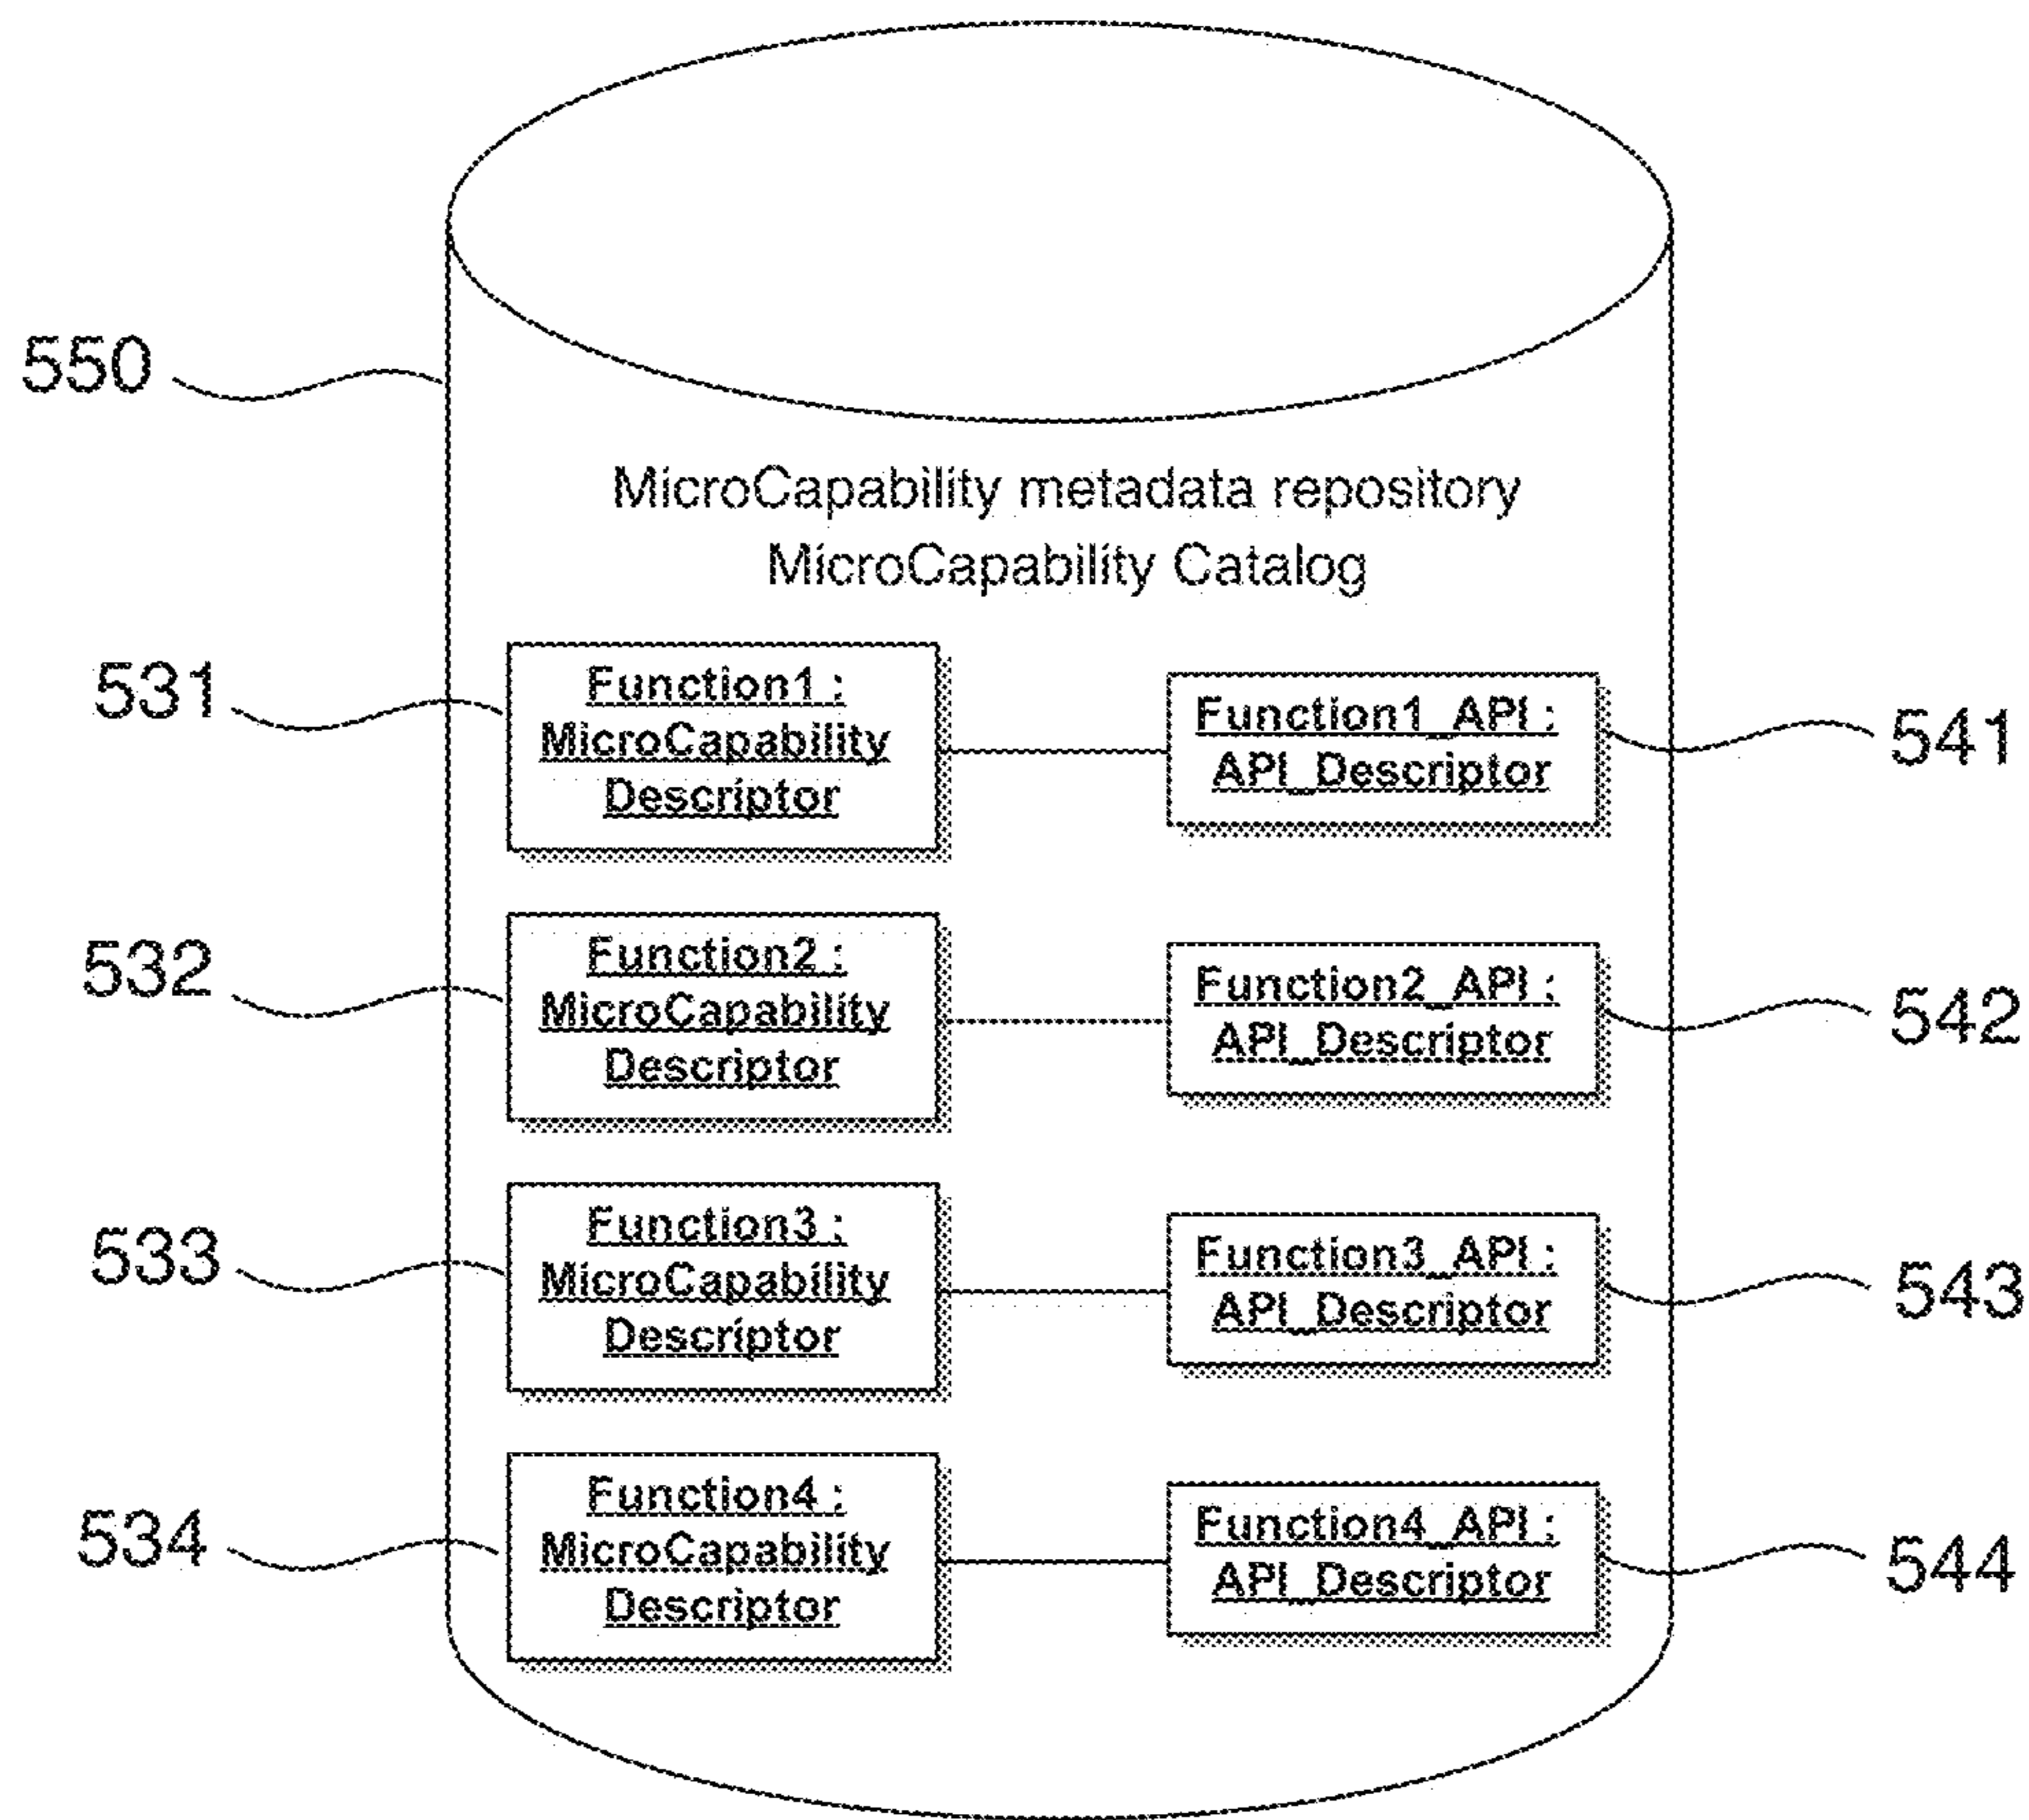 550
MicroCapability metadata repository
MicroCapability Catalog
531
Function1 :
MicroCapability
Descriptor
Function1_API :
API_Descriptor
541
532
Function2 :
MicroCapability
Descriptor
Function2_API :
API_Descriptor
542
533
Function3 :
MicroCapability
Descriptor
Function3_API :
API_Descriptor
543
534
Function4 :
MicroCapability
Descriptor
Function4_API :
API_Descriptor
544